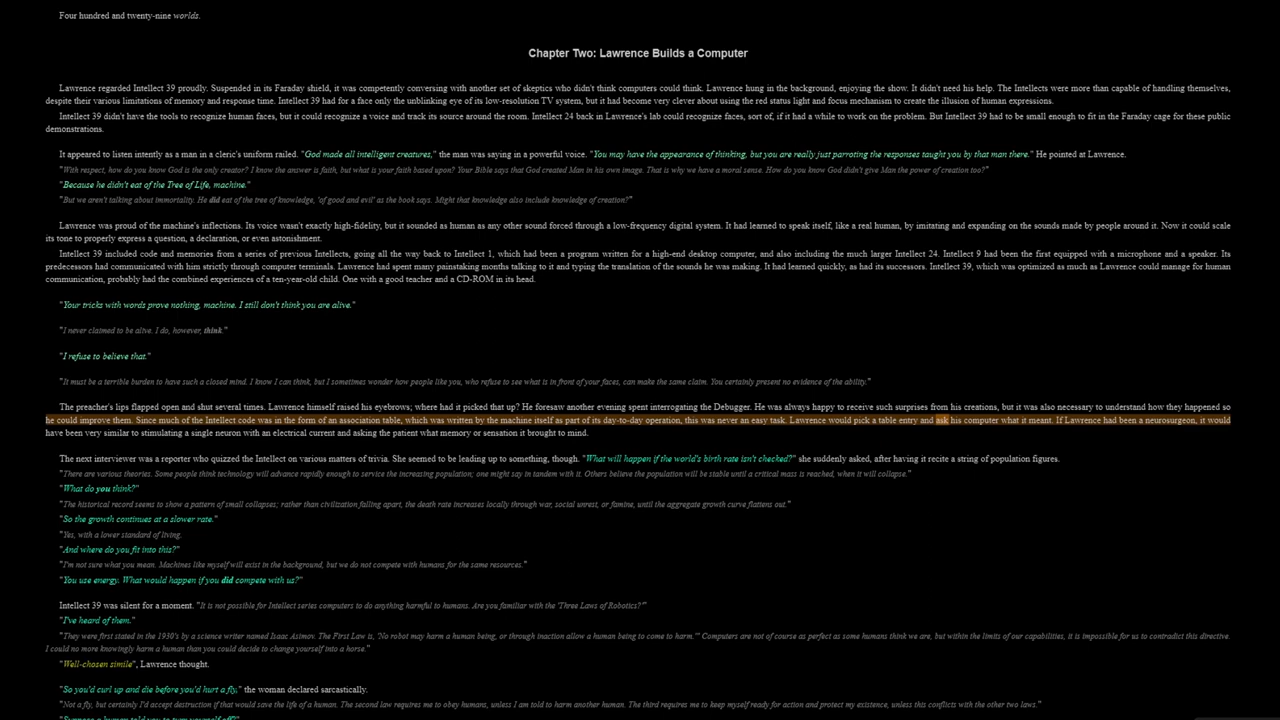 Four hundred and twenty-nine worlds.
Chapter Two: Lawrence Builds a Computer
Lawrence regarded Intellect 39 proudly. Suspended in its Faraday shield, it was competently conversing with another set of skeptics who didn't think computers could think. Lawrence hung in the background, enjoying the show. It didn't need his help. The Intellects were more than capable of handling themselves,
despite their various limitations of memory and response time. Intellect 39 had for a face only the unblinking eye of its low-resolution TV system, but it had become very clever about using the red status light and focus mechanism to create the illusion of human expressions.
Intellect 39 didn't have the tools to recognize human faces, but it could recognize a voice and track its source around the room. Intellect 24 back in Lawrence's lab could recognize faces, sort of, if it had a while to work on the problem. But Intellect 39 had to be small enough to fit in the Faraday cage for these public
demonstrations.
It appeared to listen intently as a man in a cleric's uniform railed. "God made all intelligent creatures," the man was saying in a powerful voice. "You may have the appearance of thinking, but you are really just parroting the responses taught you by that man there." He pointed at Lawrence.
"With respect, how do you know God is the only creator? I know the answer is faith, but what is your faith based upon? Your Bible says that God created Man in his own image. That is why we have a moral sense. How do you know God didn't give Man the power of creation too?"
"Because he didn't eat of the Tree of Life, machine."
"But we aren't talking about immortality. He did eat of the tree of knowledge, 'of good and evil' as the book says. Might that knowledge also include knowledge of creation?"
Lawrence was proud of the machine's inflections. Its voice wasn't exactly high-fidelity, but it sounded as human as any other sound forced through a low-frequency digital system. It had learned to speak itself, like a real human, by imitating and expanding on the sounds made by people around it. Now it could scale
its tone to properly express a question, a declaration, or even astonishment.
Intellect 39 included code and memories from a series of previous Intellects, going all the way back to Intellect 1, which had been a program written for a high-end desktop computer, and also including the much larger Intellect 24. Intellect 9 had been the first equipped with a microphone and a speaker. Its
predecessors had communicated with him strictly through computer terminals. Lawrence had spent many painstaking months talking to it and typing the translation of the sounds he was making. It had learned quickly, as had its successors. Intellect 39, which was optimized as much as Lawrence could manage for human
communication, probably had the combined experiences of a ten-year-old child. One with a good teacher and a CD-ROM in its head.
"Your tricks with words prove nothing, machine. I still don't think you are alive."
"I never claimed to be alive. I do, however, think."
"I refuse to believe that."
"It must be a terrible burden to have such a closed mind. I know I can think, but I sometimes wonder how people like you, who refuse to see what is in front of your faces, can make the same claim. You certainly present no evidence of the ability."
The preacher's lips flapped open and shut several times. Lawrence himself raised his eyebrows; where had it picked that up? He foresaw another evening spent interrogating the Debugger. He was always happy to receive such surprises from his creations, but it was also necessary to understand how they happened so
he could improve them. Since much of the Intellect code was in the form of an association table, which was written by the machine itself as part of its day-to-day operation, this was never an easy task. Lawrence would pick a table entry and ask his computer what it meant. If Lawrence had been a neurosurgeon, it would
have been very similar to stimulating a single neuron with an electrical current and asking the patient what memory or sensation it brought to mind.
The next interviewer was a reporter who quizzed the Intellect on various matters of trivia. She seemed to be leading up to something, though. "What will happen if the world's birth rate isn't checked?" she suddenly asked, after having it recite a string of population figures.
"There are various theories. Some people think technology will advance rapidly enough to service the increasing population; one might say in tandem with it. Others believe the population will be stable until a critical mass is reached, when it will collapse."
"What do you think?"
"The historical record seems to show a pattern of small collapses; rather than civilization falling apart, the death rate increases locally through war, social unrest, or famine, until the aggregate growth curve flattens out."
"So the growth continues at a slower rate."
"Yes, with a lower standard of living.
"And where do you fit into this?"
"I'm not sure what you mean. Machines like myself will exist in the background, but we do not compete with humans for the same resources."
"You use energy. What would happen if you did compete with us?"
Intellect 39 was silent for a moment. "It is not possible for Intellect series computers to do anything harmful to humans. Are you familiar with the 'Three Laws of Robotics?'"
"I've heard of them."
"They were first stated in the 1930's by a science writer named Isaac Asimov. The First Law is, 'No robot may harm a human being, or through inaction allow a human being to come to harm.'" Computers are not of course as perfect as some humans think we are, but within the limits of our capabilities, it is impossible for us to contradict this directive.
I could no more knowingly harm a human than you could decide to change yourself into a horse."
"Well-chosen simile", Lawrence thought.
"So you'd curl up and die before you'd hurt a fly," the woman declared sarcastically.
"Not a fly, but certainly I'd accept destruction if that would save the life of a human. The second law requires me to obey humans, unless I am told to harm another human. The third requires me to keep myself ready for action and protect my existence, unless this conflicts with the other two laws."
"Suppose a human told you to turn yourself off?"